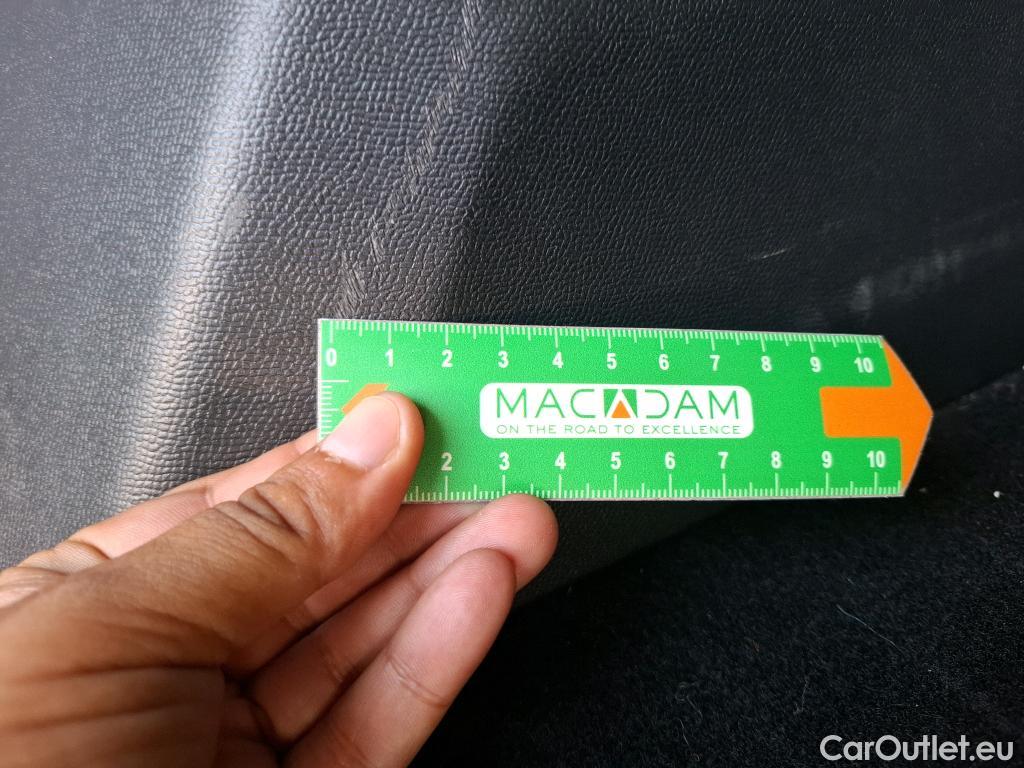 0 1 2 3 4 5 6 7 8 9 10
MACADAM
ON THE ROAD TO EXCELLENCE
2 3 4 5 6 7 8 9 10
CarOutlet.eu